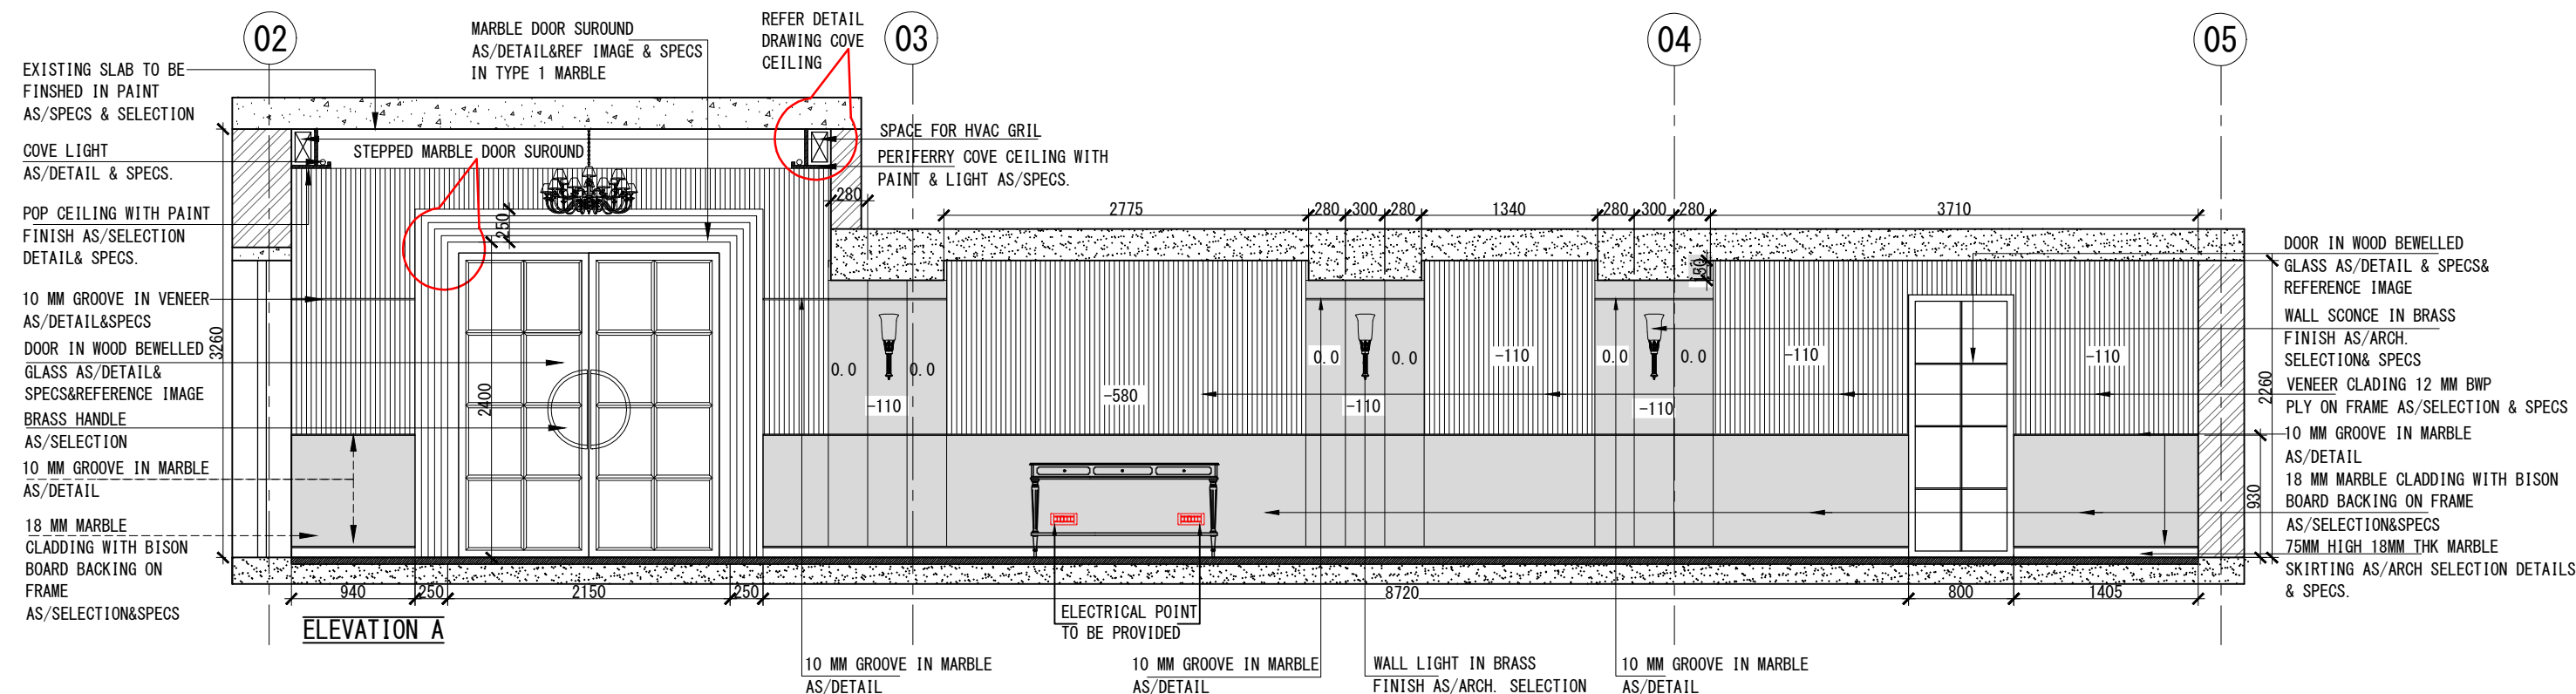 02
03
04
05
MARBLE DOOR SUROUND
AS/DETAIL&REF IMAGE & SPECS
IN TYPE 1 MARBLE
REFER DETAIL
DRAWING COVE
CEILING
EXISTING SLAB TO BE
FINSHED IN PAINT
AS/SPECS & SELECTION
COVE LIGHT
AS/DETAIL & SPECS.
POP CEILING WITH PAINT
FINISH AS/SELECTION
DETAIL& SPECS.
10 MM GROOVE IN VENEER
AS/DETAIL&SPECS
DOOR IN WOOD BEWELLED
GLASS AS/DETAIL&
SPECS&REFERENCE IMAGE
BRASS HANDLE
AS/SELECTION
10 MM GROOVE IN MARBLE
AS/DETAIL
18 MM MARBLE
CLADDING WITH BISON
BOARD BACKING ON
FRAME
AS/SELECTION&SPECS
3260
STEPPED MARBLE DOOR SUROUND
SPACE FOR HVAC GRIL
PERIFERRY COVE CEILING WITH
PAINT & LIGHT AS/SPECS.
250
2400
280
2775
280
300
280
1340
280
300
280
3710
150
0.0
-110
0.0
-580
0.0
-110
0.0
-110
0.0
-110
0.0
-110
-110
DOOR IN WOOD BEWELLED
GLASS AS/DETAIL & SPECS&
REFERENCE IMAGE
WALL SCONCE IN BRASS
FINISH AS/ARCH.
SELECTION& SPECS
VENEER CLADING 12 MM BWP
PLY ON FRAME AS/SELECTION & SPECS
10 MM GROOVE IN MARBLE
AS/DETAIL
18 MM MARBLE CLADDING WITH BISON
BOARD BACKING ON FRAME
AS/SELECTION&SPECS
75MM HIGH 18MM THK MARBLE
SKIRTING AS/ARCH SELECTION DETAILS
& SPECS.
2260
930
940
250
2150
250
8720
800
1405
ELEVATION A
ELECTRICAL POINT
TO BE PROVIDED
10 MM GROOVE IN MARBLE
AS/DETAIL
10 MM GROOVE IN MARBLE
AS/DETAIL
WALL LIGHT IN BRASS
FINISH AS/ARCH. SELECTION
10 MM GROOVE IN MARBLE
AS/DETAIL